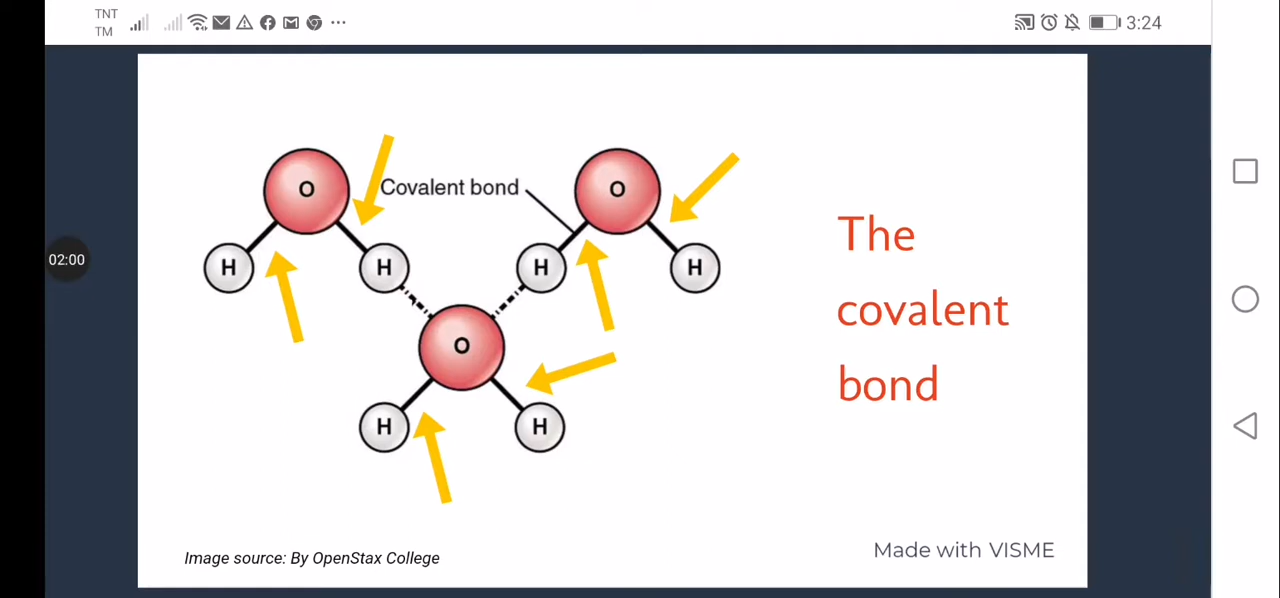 TNT
TM
3:24
O
Covalent bond
O
H
H
H
H
02:00
O
H
H
The
covalent
bond
Image source: By OpenStax College
Made with VISME